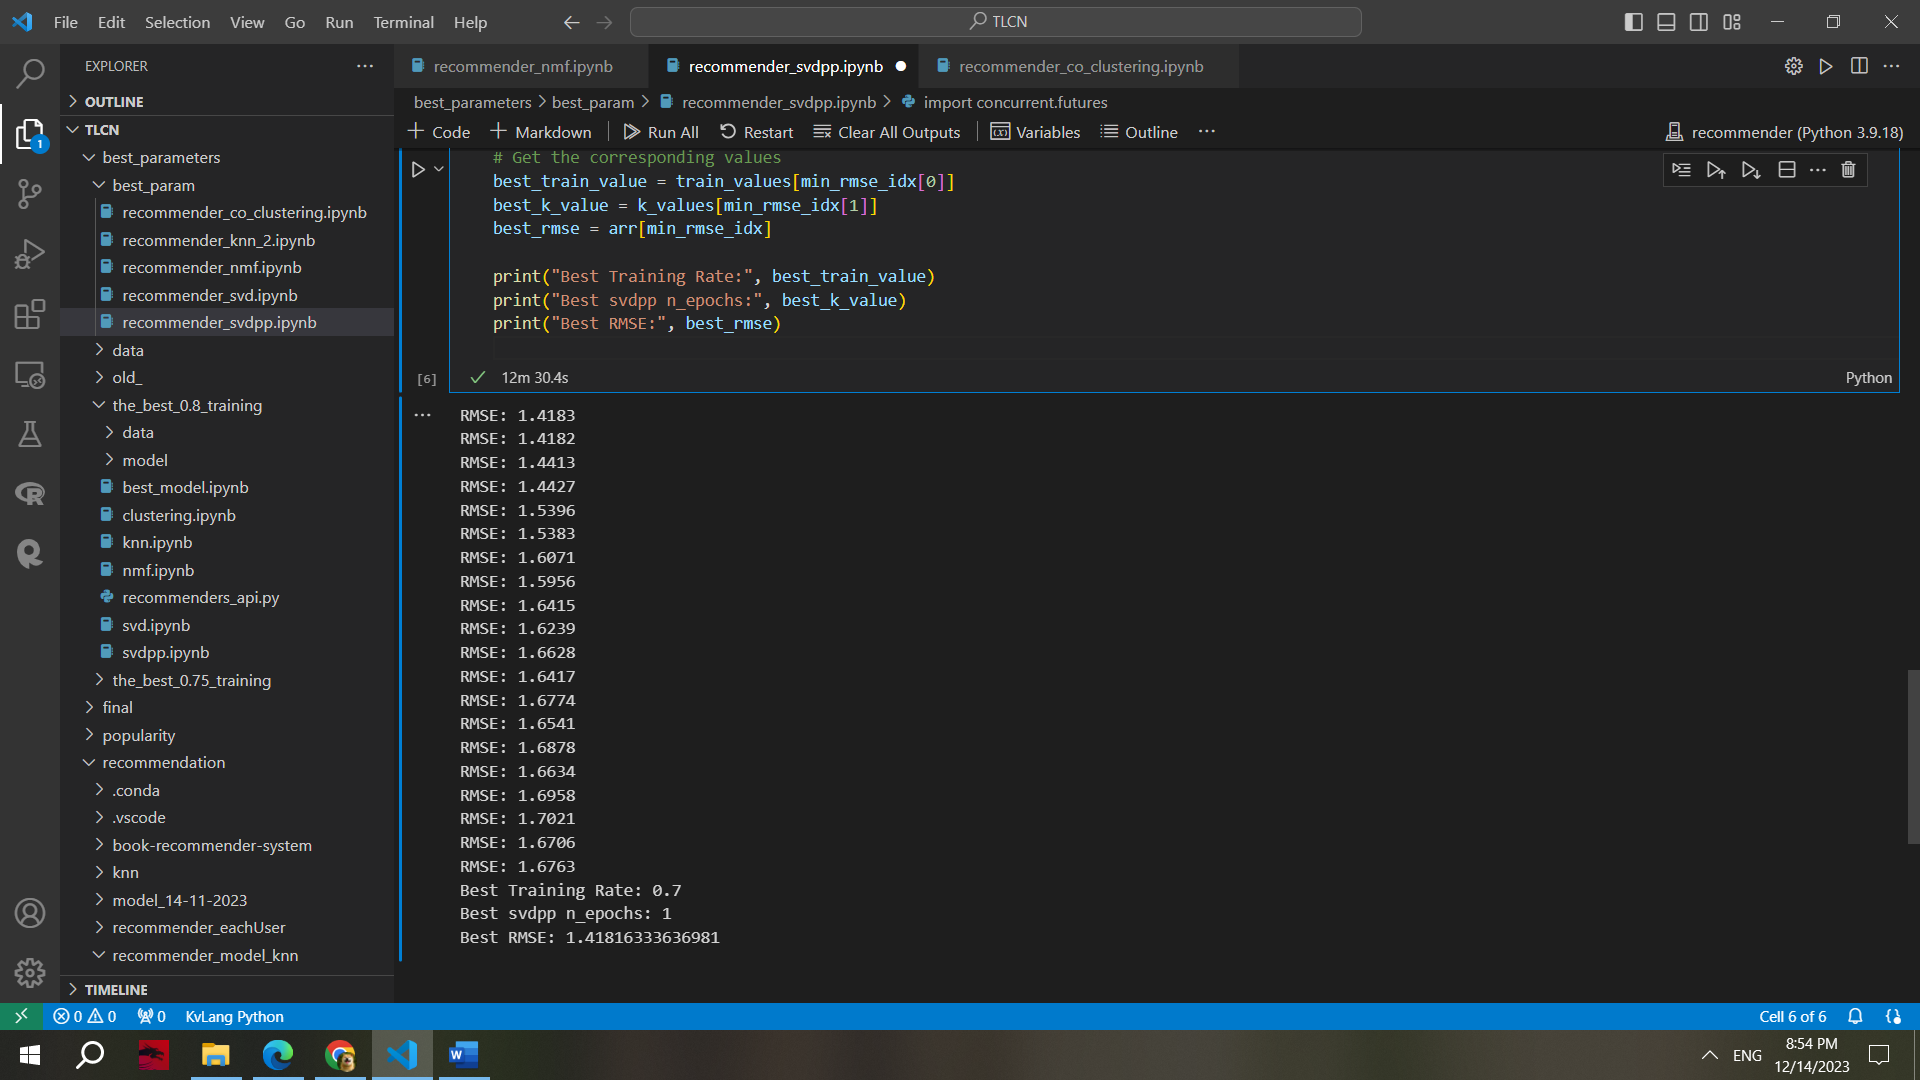 File Edit Selection View Go Run Terminal Help
TLCN
EXPLORER
OUTLINE
TLCN
best_parameters
best_param
recommender_co_clustering.ipynb
recommender_knn_2.ipynb
recommender_nmf.ipynb
recommender_svd.ipynb
recommender_svdpp.ipynb
data
old_
the_best_0.8_training
data
model
best_model.ipynb
clustering.ipynb
knn.ipynb
nmf.ipynb
recommenders_api.py
svd.ipynb
svdpp.ipynb
the_best_0.75_training
final
popularity
recommendation
.conda
.vscode
book-recommender-system
knn
model_14-11-2023
recommender_eachUser
recommender_model_knn
TIMELINE
1
recommender_nmf.ipynb recommender_svdpp.ipynb recommender_co_clustering.ipynb
best_parameters best_param recommender_svdpp.ipynb import concurrent.futures
Code Markdown Run All Restart Clear All Outputs Variables Outline recommender (Python 3.9.18)
# Get the corresponding values
best_train_value = train_values[min_rmse_idx[0]]
best_k_value = k_values[min_rmse_idx[1]]
best_rmse = arr[min_rmse_idx]
print("Best Training Rate:", best_train_value)
print("Best svdpp n_epochs:", best_k_value)
print("Best RMSE:", best_rmse)
[6] 12m 30.4s Python
RMSE: 1.4183
RMSE: 1.4182
RMSE: 1.4413
RMSE: 1.4427
RMSE: 1.5396
RMSE: 1.5383
RMSE: 1.6071
RMSE: 1.5956
RMSE: 1.6415
RMSE: 1.6239
RMSE: 1.6628
RMSE: 1.6417
RMSE: 1.6774
RMSE: 1.6541
RMSE: 1.6878
RMSE: 1.6634
RMSE: 1.6958
RMSE: 1.7021
RMSE: 1.6706
RMSE: 1.6763
Best Training Rate: 0.7
Best svdpp n_epochs: 1
Best RMSE: 1.41816333636981
0 0 0 KvLang Python Cell 6 of 6
ENG
8:54 PM
12/14/2023